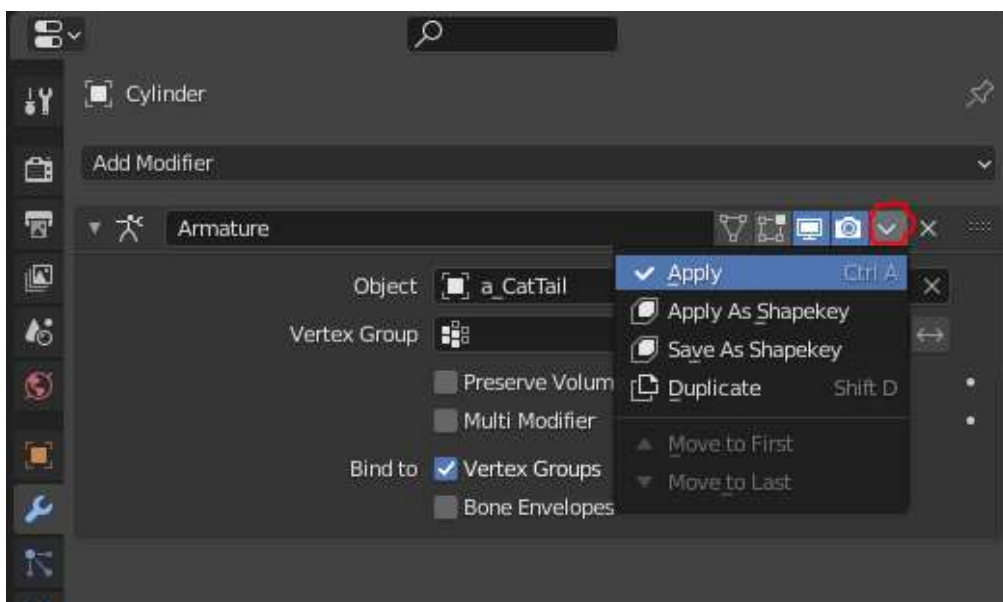 Cylinder
Add Modifier
Armature
Object a_CatTail
Apply Ctrl A
Vertex Group
Apply As Shapekey
Save As Shapekey
Preserve Volum
Duplicate Shift D
Multi Modifier
Move to First
Bind to Vertex Groups
Move to Last
Bone Envelopes